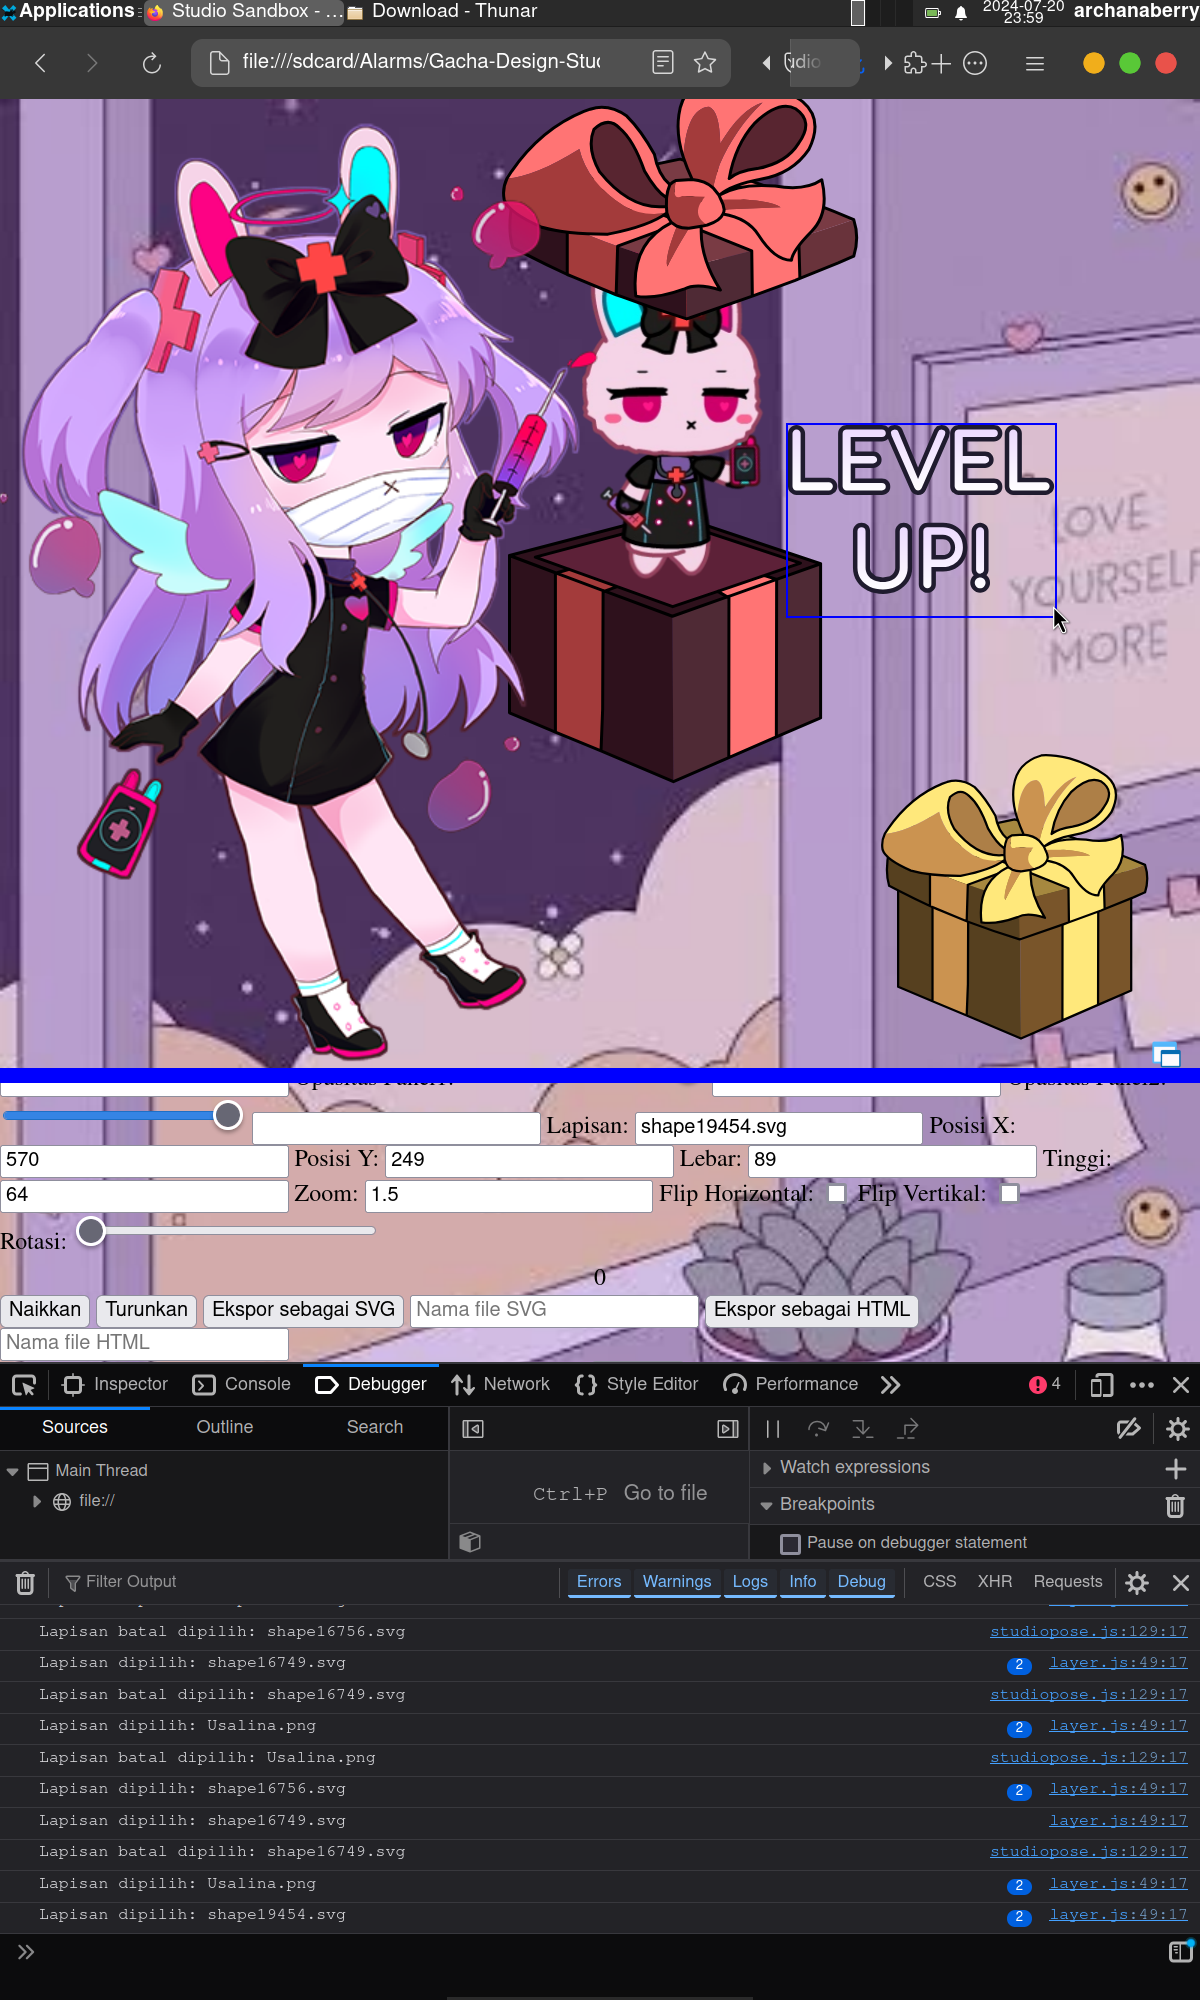 Applications
Studio Sandbox - ...
Download - Thunar
2024-07-20
23:59
archanaberry
file:///sdcard/Alarms/Gacha-Design-Stud
udio
LEVEL
UP!
LOVE
YOURSELF
MORE
Opasitas Panel1:
Opasitas Panel2:
Lapisan: shape19454.svg Posisi X:
570 Posisi Y: 249 Lebar: 89 Tinggi:
64 Zoom: 1.5 Flip Horizontal: Flip Vertikal:
Rotasi:
0
Naikkan Turunkan Ekspor sebagai SVG Nama file SVG Ekspor sebagai HTML
Nama file HTML
Inspector Console Debugger Network Style Editor Performance 4
Sources Outline Search
Main Thread
file://
Ctrl+P Go to file
Watch expressions
Breakpoints
Pause on debugger statement
Filter Output Errors Warnings Logs Info Debug CSS XHR Requests
Lapisan batal dipilih: shape16756.svg studiopose.js:129:17
Lapisan dipilih: shape16749.svg 2 layer.js:49:17
Lapisan batal dipilih: shape16749.svg studiopose.js:129:17
Lapisan dipilih: Usalina.png 2 layer.js:49:17
Lapisan batal dipilih: Usalina.png studiopose.js:129:17
Lapisan dipilih: shape16756.svg 2 layer.js:49:17
Lapisan dipilih: shape16749.svg layer.js:49:17
Lapisan batal dipilih: shape16749.svg studiopose.js:129:17
Lapisan dipilih: Usalina.png 2 layer.js:49:17
Lapisan dipilih: shape19454.svg 2 layer.js:49:17